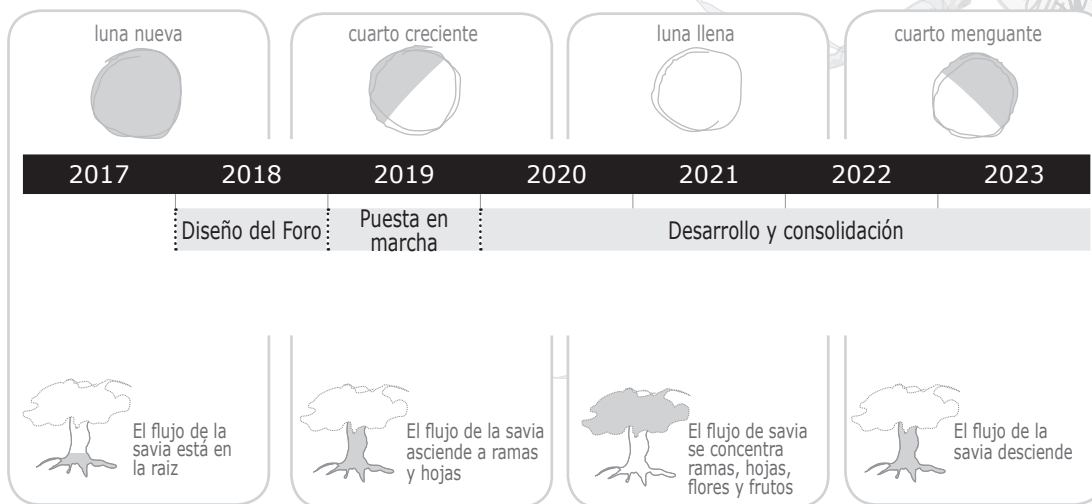 luna nueva
cuarto creciente
luna llena
cuarto menguante
2017 2018 2019 2020 2021 2022 2023
Diseño del Foro
Puesta en
marcha
Desarrollo y consolidación
El flujo de la
savia está en
la raiz
El flujo de la savia
asciende a ramas
y hojas
El flujo de savia
se concentra
ramas, hojas,
flores y frutos
El flujo de la
savia desciende